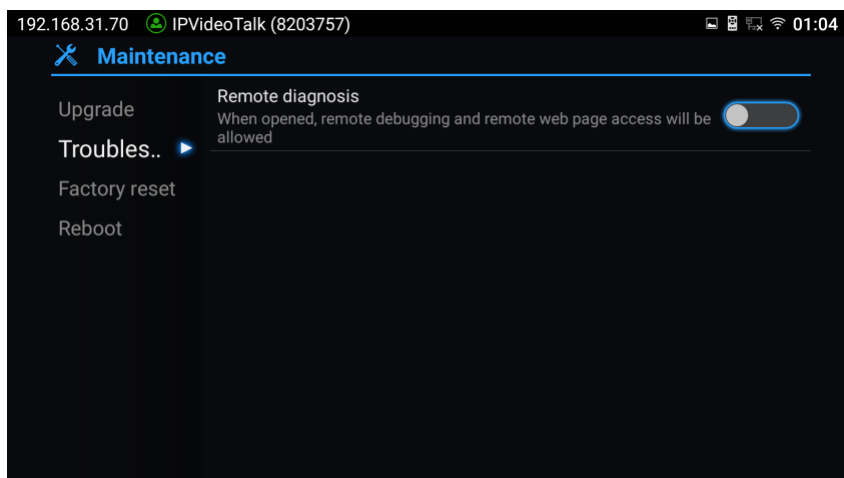 192.168.31.70 IPVideoTalk (8203757) 01:04
Maintenance
Upgrade
Troubles..
Factory reset
Reboot
Remote diagnosis
When opened, remote debugging and remote web page access will be
allowed